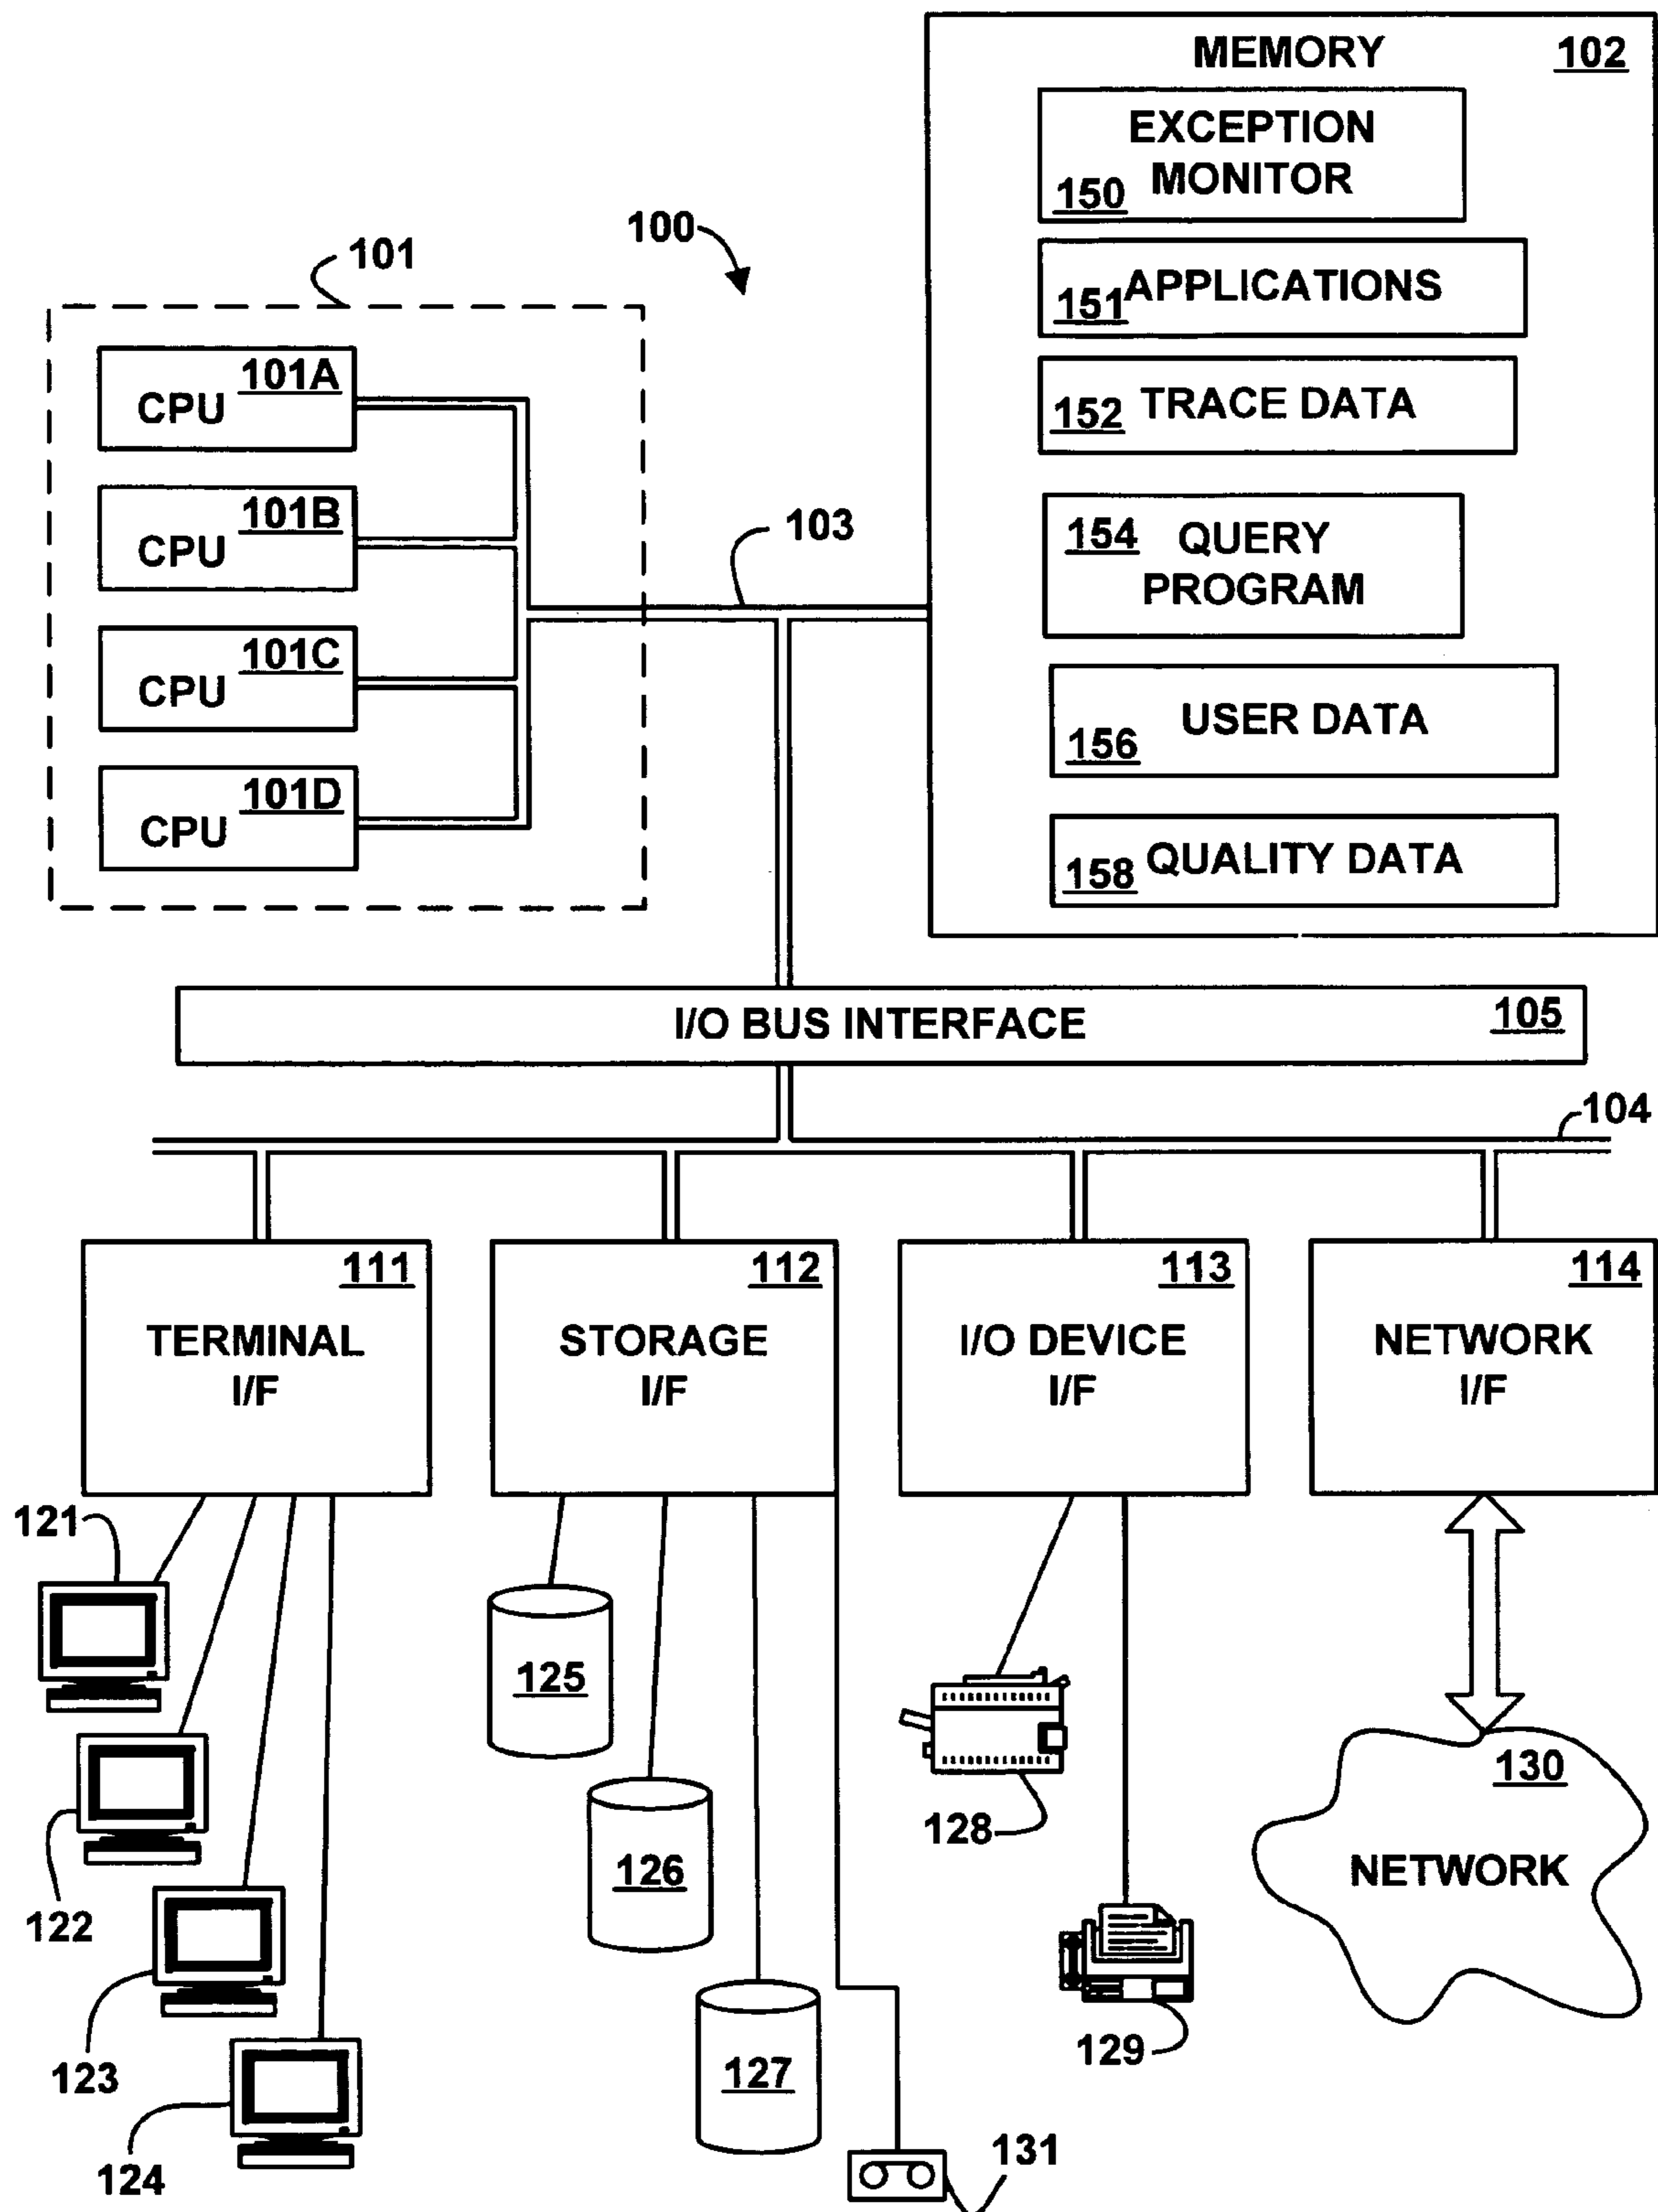 MEMORY 102
EXCEPTION
MONITOR
150
100
101
APPLICATIONS
151
101A
CPU
152 TRACE DATA
101B
CPU
103
154 QUERY
PROGRAM
101C
CPU
USER DATA
156
101D
CPU
QUALITY DATA
158
I/O BUS INTERFACE 105
104
111
TERMINAL
I/F
112
STORAGE
I/F
113
I/O DEVICE
I/F
114
NETWORK
I/F
121
122
123
124
125
126
127
131
128
129
130
NETWORK